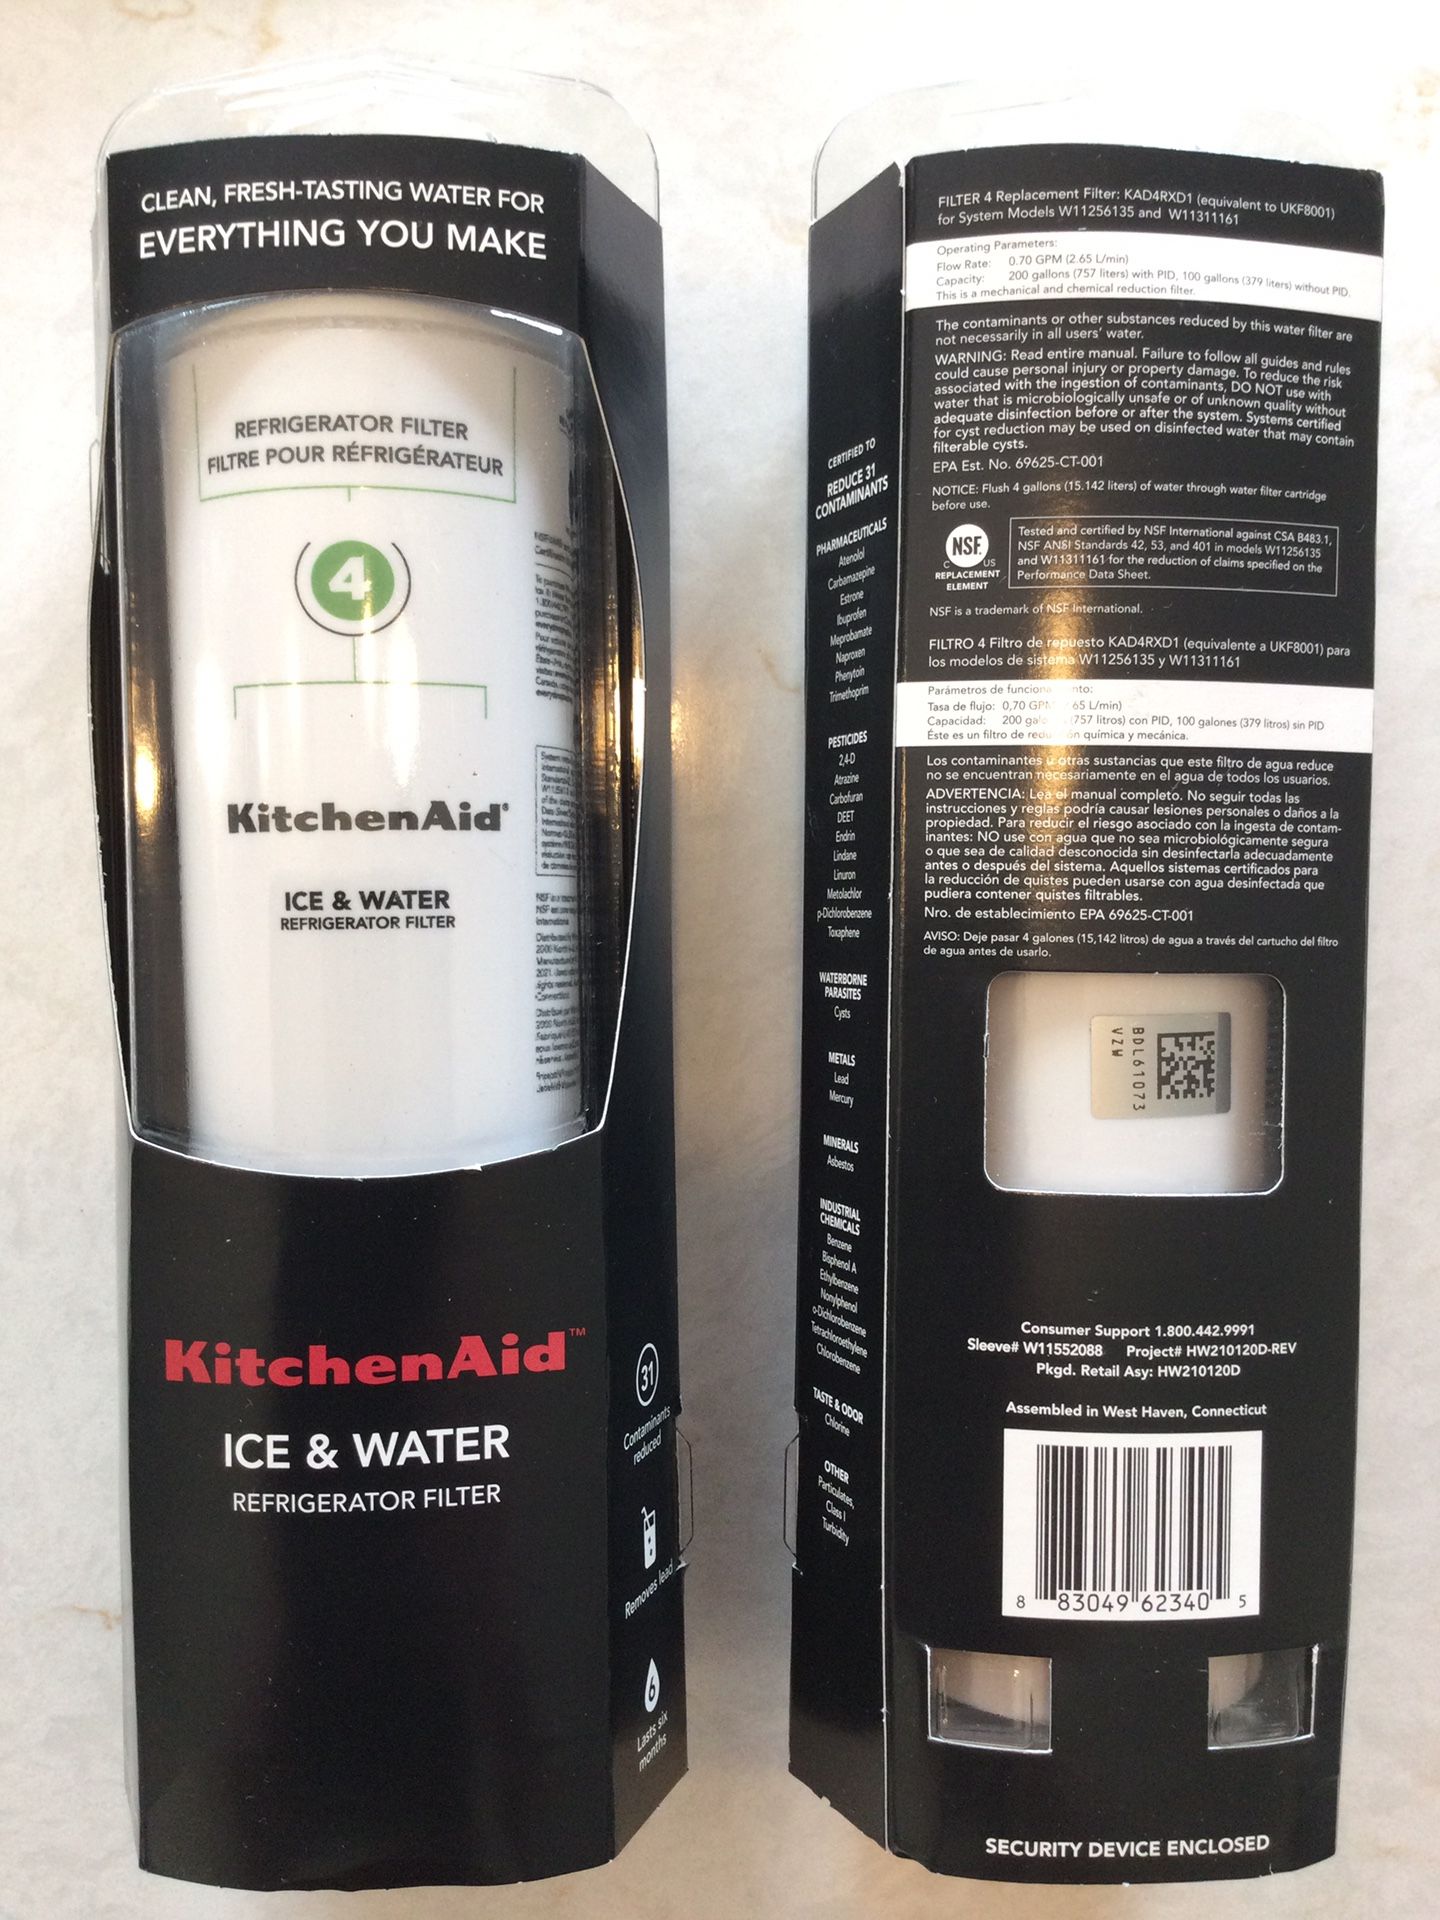 CLEAN, FRESH-TASTING WATER FOR
EVERYTHING YOU MAKE
REFRIGERATOR FILTER
FILTRE POUR RÉFRIGÉRATEUR
4
KitchenAid®
ICE & WATER
REFRIGERATOR FILTER
KitchenAid™
ICE & WATER
REFRIGERATOR FILTER
31
Contaminants
reduced
Removes lead
6
Lasts six
months
CERTIFIED TO
REDUCE 31
CONTAMINANTS
PHARMACEUTICALS
Atenolol
Carbamazepine
Estrone
Ibuprofen
Meprobamate
Naproxen
Phenytoin
Trimethoprim
PESTICIDES
2,4-D
Atrazine
Carbofuran
DEET
Endrin
Lindane
Linuron
Metolachlor
p-Dichlorobenzene
Toxaphene
WATERBORNE
PARASITES
Cysts
METALS
Lead
Mercury
MINERALS
Asbestos
INDUSTRIAL
CHEMICALS
Benzene
Bisphenol A
Ethylbenzene
Nonylphenol
o-Dichlorobenzene
Tetrachloroethylene
Chlorobenzene
TASTE & ODOR
Chlorine
OTHER
Particulates,
Class I
Turbidity
FILTER 4 Replacement Filter: KAD4RXD1 (equivalent to UKF8001)
for System Models W11256135 and W11311161
Operating Parameters:
Flow Rate: 0.70 GPM (2.65 L/min)
Capacity: 200 gallons (757 liters) with PID, 100 gallons (379 liters) without PID.
This is a mechanical and chemical reduction filter.
The contaminants or other substances reduced by this water filter are
not necessarily in all users' water.
WARNING: Read entire manual. Failure to follow all guides and rules
could cause personal injury or property damage. To reduce the risk
associated with the ingestion of contaminants, DO NOT use with
water that is microbiologically unsafe or of unknown quality without
adequate disinfection before or after the system. Systems certified
for cyst reduction may be used on disinfected water that may contain
filterable cysts.
EPA Est. No. 69625-CT-001
NOTICE: Flush 4 gallons (15.142 liters) of water through water filter cartridge
before use.
NSF.
C US
REPLACEMENT
ELEMENT
Tested and certified by NSF International against CSA B483.1,
NSF ANSI Standards 42, 53, and 401 in models W11256135
and W11311161 for the reduction of claims specified on the
Performance Data Sheet.
NSF is a trademark of NSF International.
FILTRO 4 Filtro de repuesto KAD4RXD1 (equivalente a UKF8001) para
los modelos de sistema W11256135 y W11311161
Parámetros de funciona nto:
Tasa de flujo: 0,70 GPM 65 L/min)
Capacidad: 200 galo (757 litros) con PID, 100 galones (379 litros) sin PID
Éste es un filtro de redu ón química y mecánica.
Los contaminantes u otras sustancias que este filtro de agua reduce
no se encuentran necesariamente en el agua de todos los usuarios.
ADVERTENCIA: Lea el manual completo. No seguir todas las
instrucciones y reglas podría causar lesiones personales o daños a la
propiedad. Para reducir el riesgo asociado con la ingesta de contam-
inantes: NO use con agua que no sea microbiológicamente segura
o que sea de calidad desconocida sin desinfectarla adecuadamente
antes o después del sistema. Aquellos sistemas certificados para
la reducción de quistes pueden usarse con agua desinfectada que
pudiera contener quistes filtrables.
Nro. de establecimiento EPA 69625-CT-001
AVISO: Deje pasar 4 galones (15,142 litros) de agua a través del cartucho del filtro
de agua antes de usarlo.
BDL61073
VZW
Consumer Support 1.800.442.9991
Sleeve# W11552088 Project# HW210120D-REV
Pkgd. Retail Asy: HW210120D
Assembled in West Haven, Connecticut
8 83049 62340 5
SECURITY DEVICE ENCLOSED